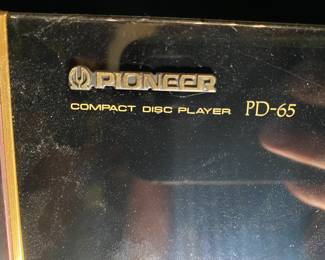 PIONEER
COMPACT DISC PLAYER PD-65